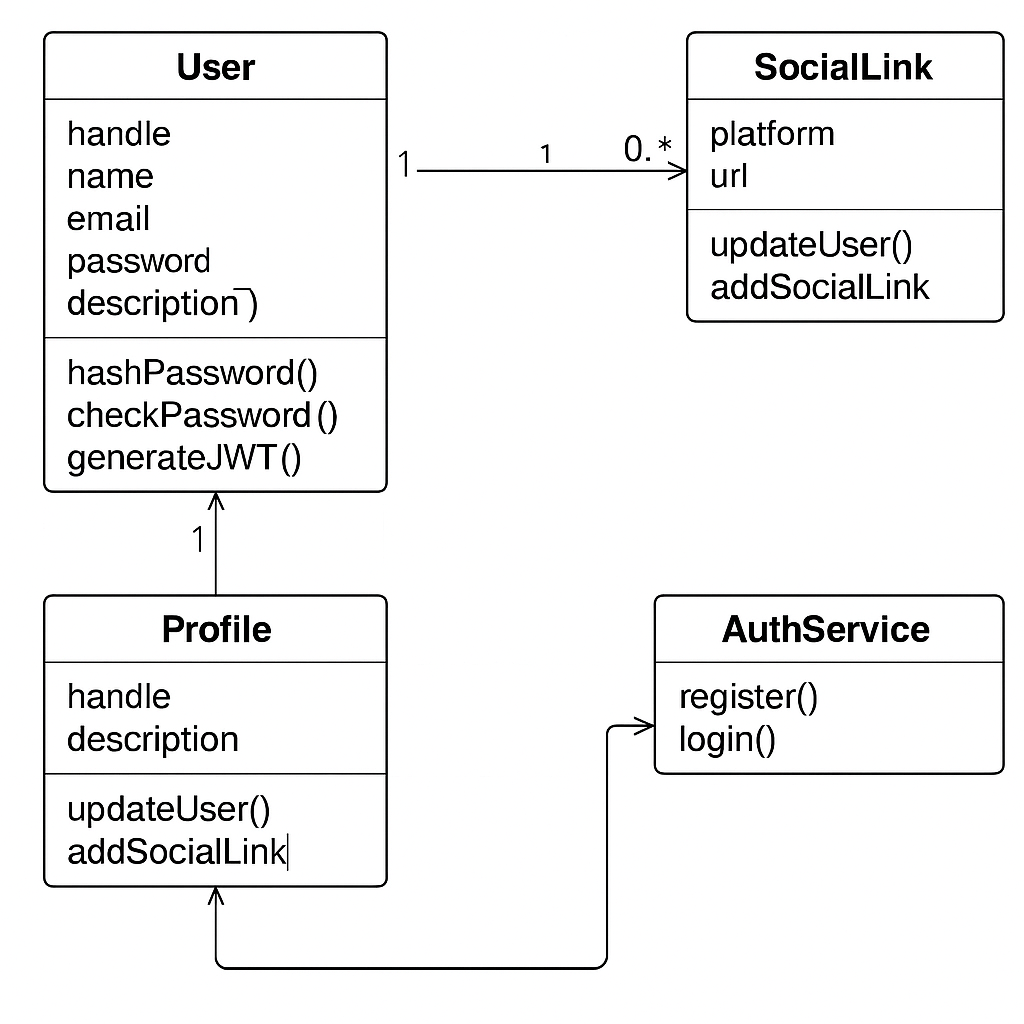 User
handle
name
email
password
description‾)
hashPassword()
checkPassword()
generateJWT()
1 1 0.*
SocialLink
platform
url
updateUser()
addSocialLink
1
Profile
handle
description
updateUser()
addSocialLink|
AuthService
register()
login()